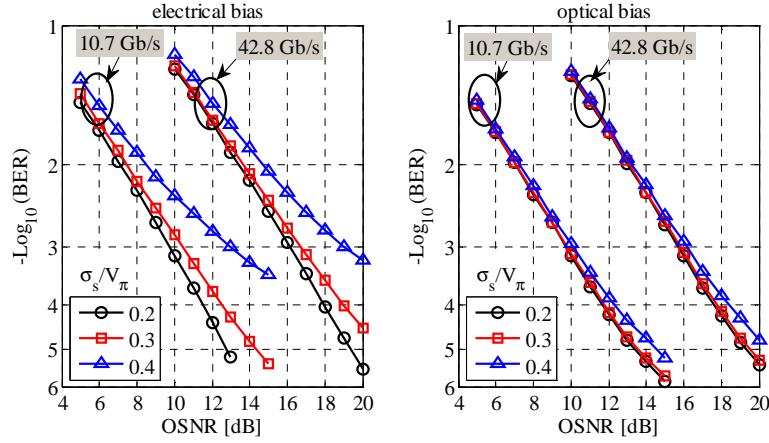 electrical bias
optical bias
1
2
3
4
5
6
-Log10 (BER)
10.7 Gb/s
42.8 Gb/s
σs/Vπ
0.2
0.3
0.4
4 6 8 10 12 14 16 18 20
OSNR [dB]
1
2
3
4
5
6
-Log10 (BER)
10.7 Gb/s
42.8 Gb/s
σs/Vπ
0.2
0.3
0.4
4 6 8 10 12 14 16 18 20
OSNR [dB]